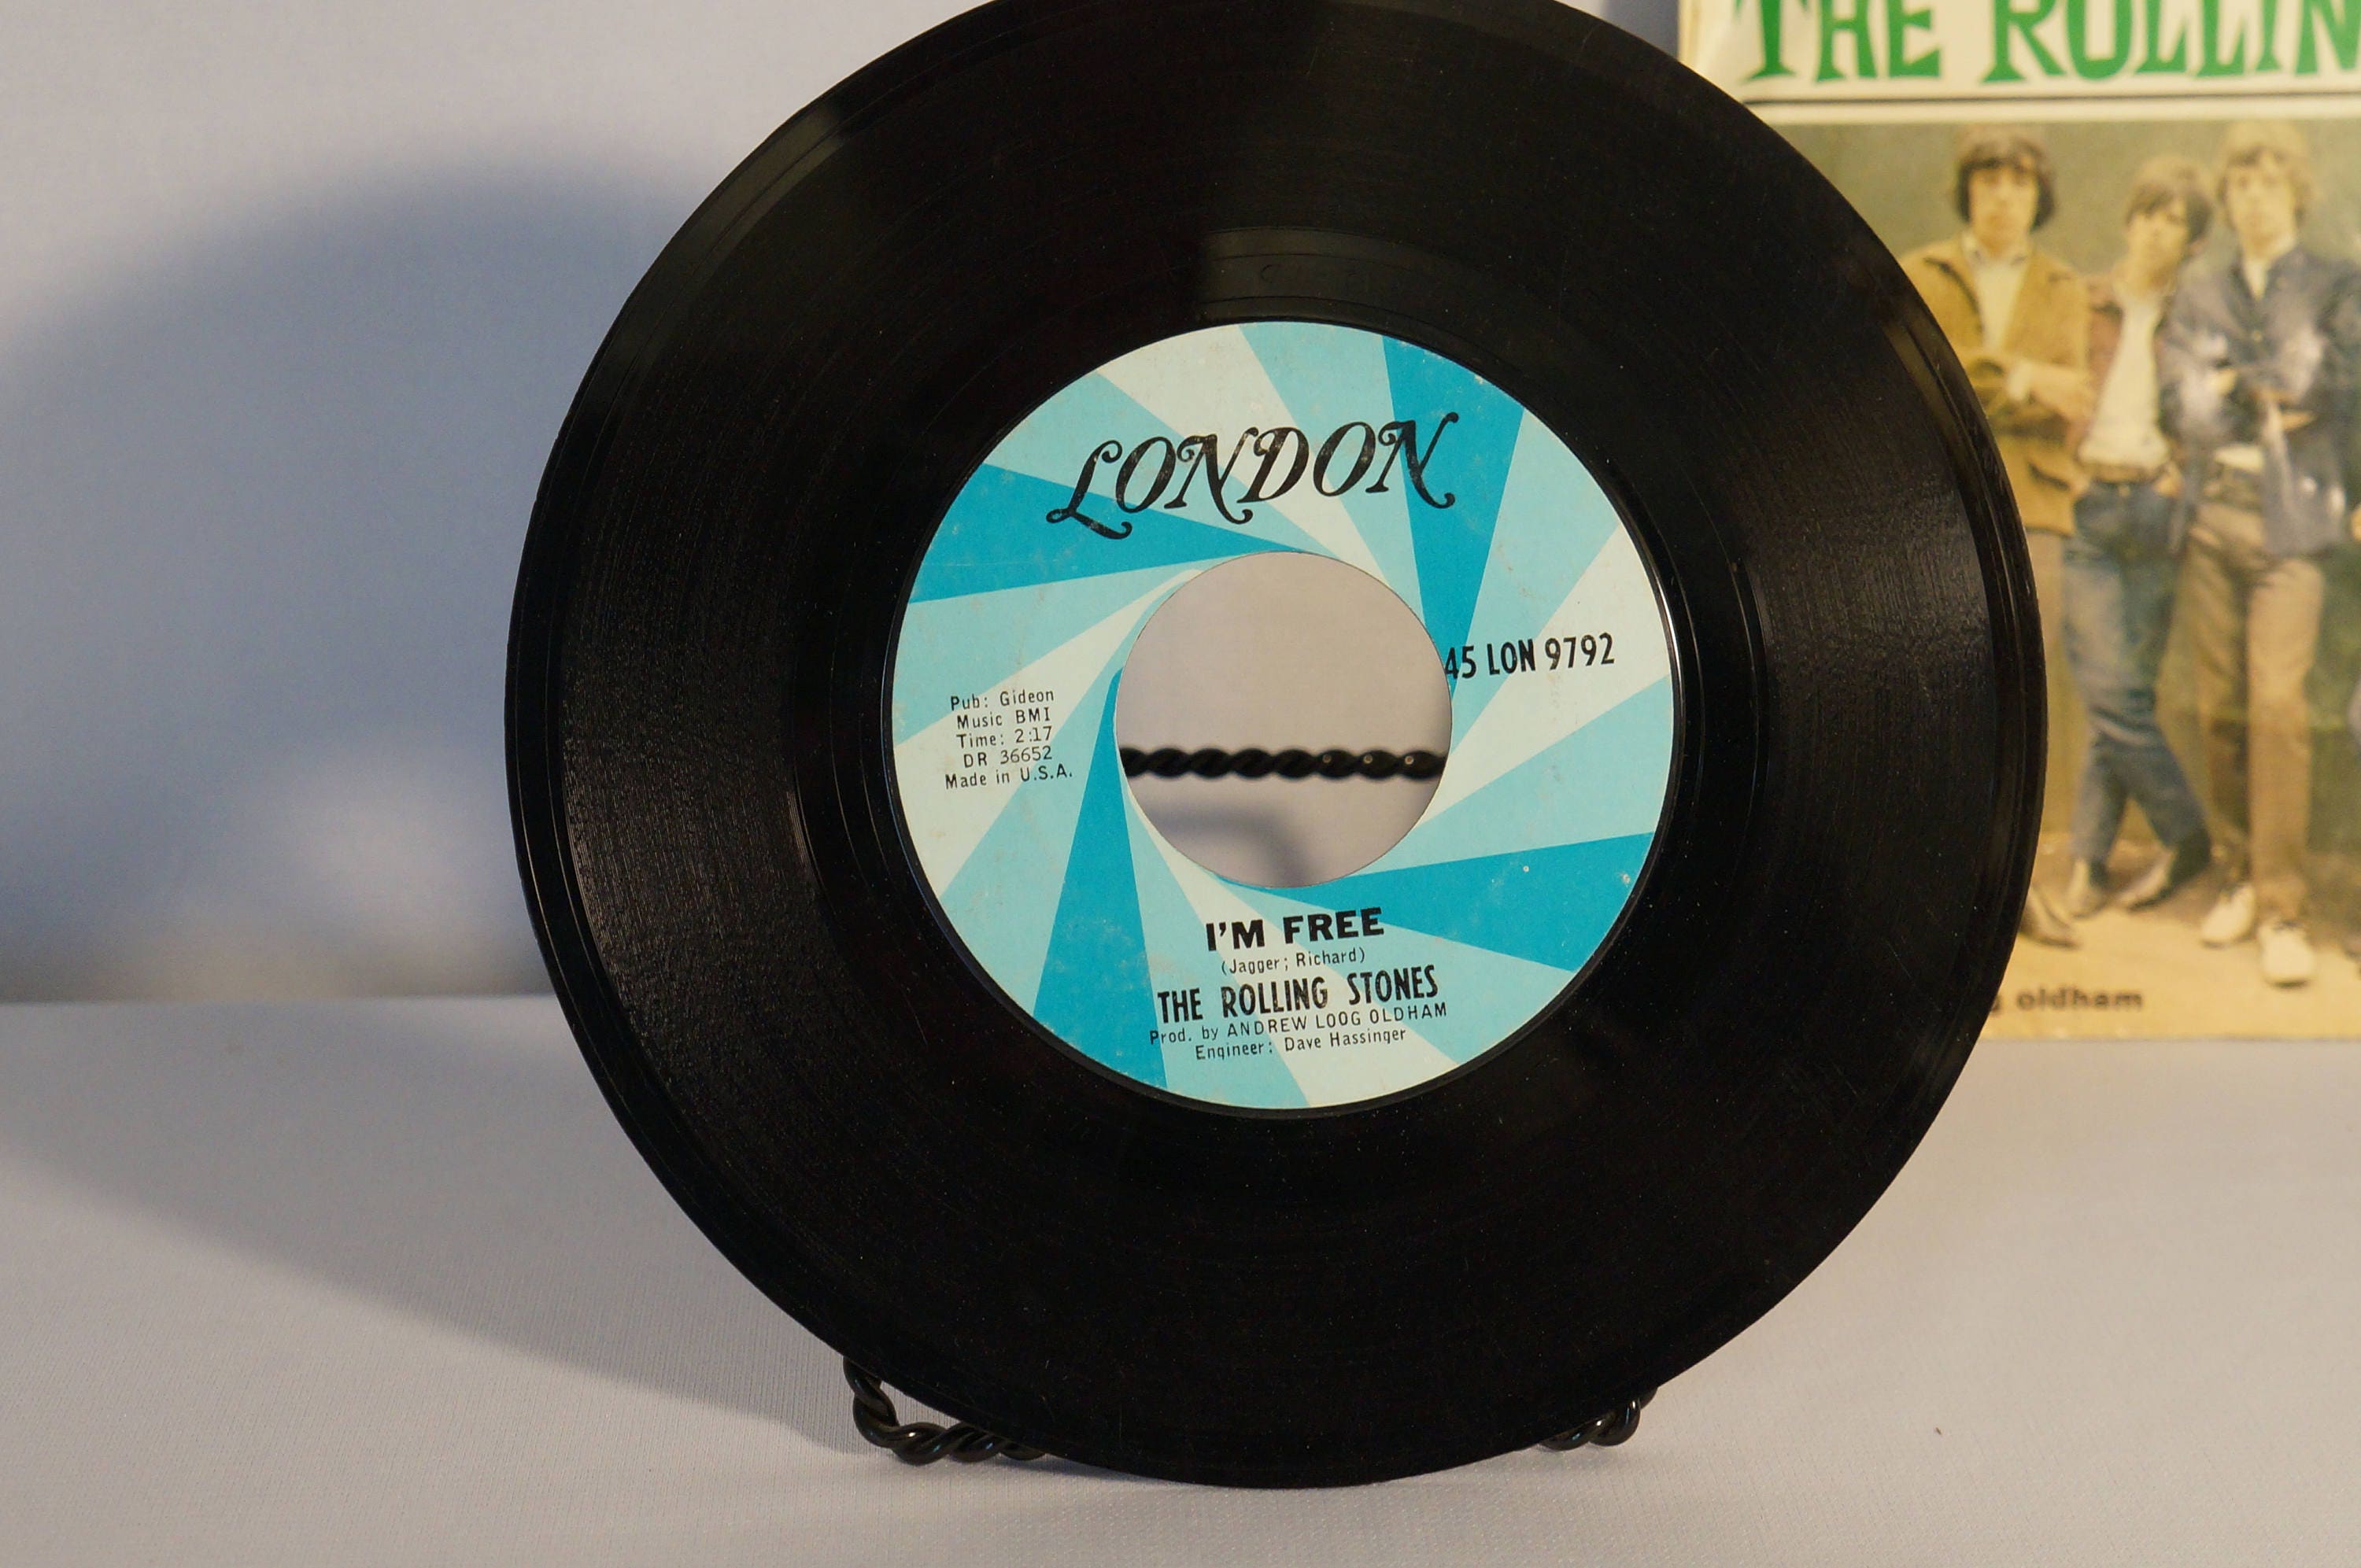 THE ROLLIN
LONDON
45 LON 9792
Pub: Gideon
Music BMI
Time: 2:17
DR 36652
Made in U.S.A.
I'M FREE
(Jagger; Richard)
THE ROLLING STONES
Prod. by ANDREW LOOG OLDHAM
Engineer: Dave Hassinger
oldham